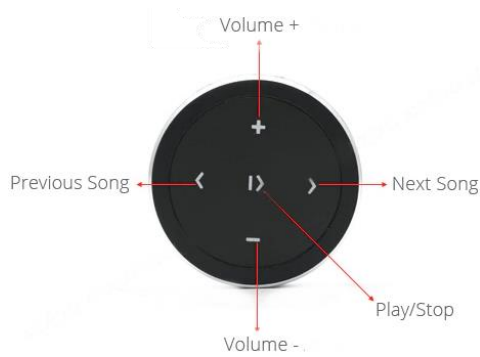 Volume +
Previous Song
Next Song
Play/Stop
Volume -